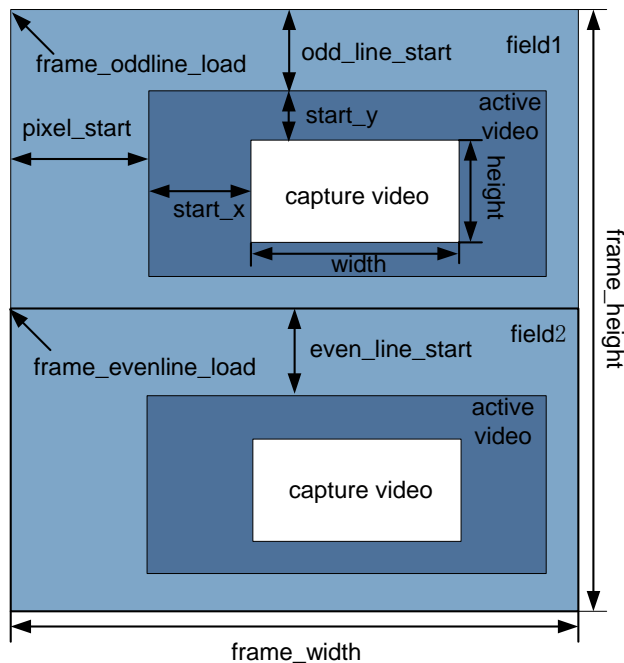 frame_oddline_load
odd_line_start
field1
pixel_start
start_y
active
video
start_x
capture video
height
width
frame_height
frame_evenline_load
even_line_start
field2
active
video
capture video
frame_width